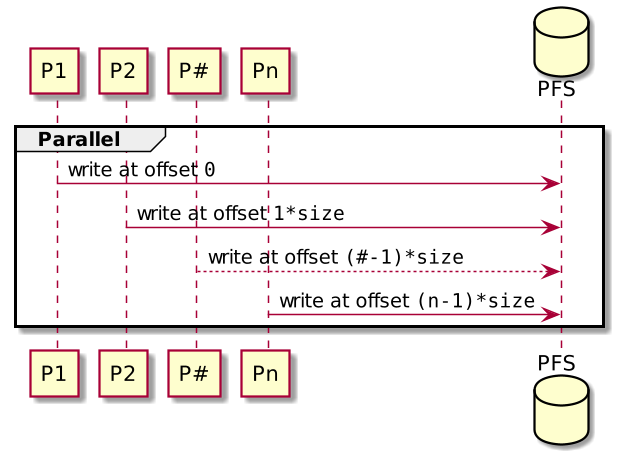 P1 P2 P# Pn
PFS
Parallel
write at offset 0
write at offset 1*size
write at offset (#-1)*size
write at offset (n-1)*size
PFS
P1 P2 P# Pn